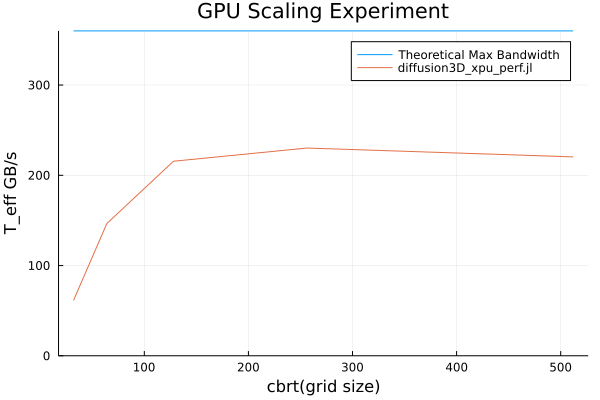 GPU Scaling Experiment
Theoretical Max Bandwidth
diffusion3D_xpu_perf.jl
T_eff GB/s
300
200
100
0
100 200 300 400 500
cbrt(grid size)